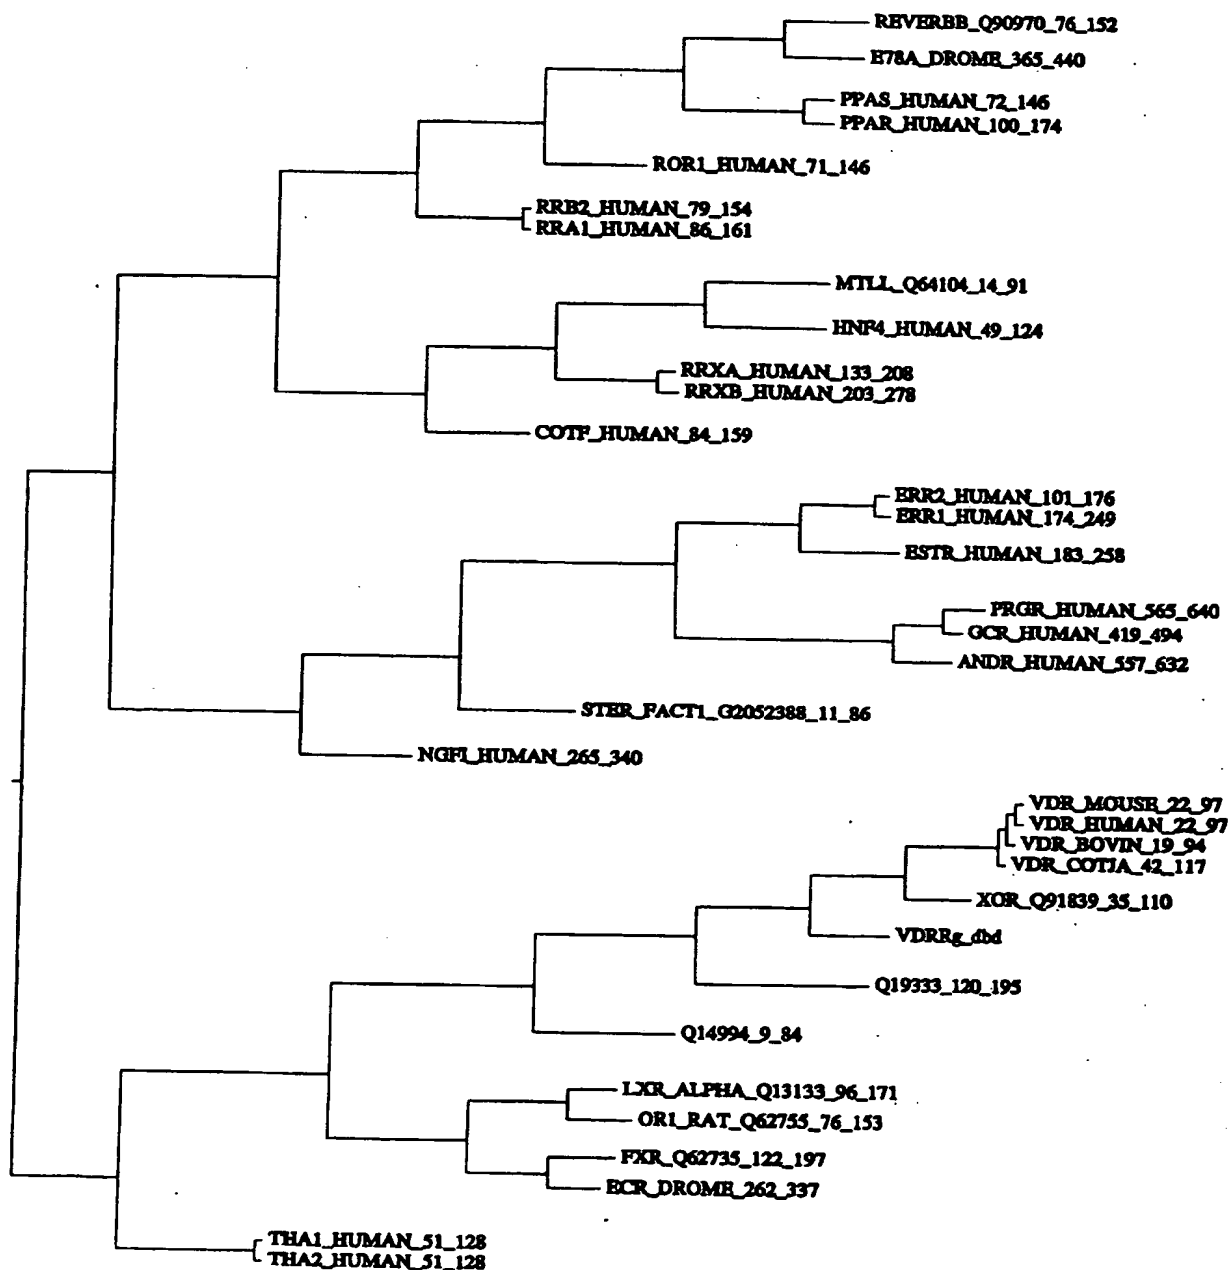 REVERBB_Q90970_76_152
E78A_DROME_365_440
PPAS_HUMAN_72_146
PPAR_HUMAN_100_174
ROR1_HUMAN_71_146
RRB2_HUMAN_79_154
RRA1_HUMAN_86_161
MTLL_Q64104_14_91
HNF4_HUMAN_49_124
RRXA_HUMAN_133_208
RRXB_HUMAN_203_278
COTF_HUMAN_84_159
ERR2_HUMAN_101_176
ERR1_HUMAN_174_249
ESTR_HUMAN_183_258
PRGR_HUMAN_565_640
GCR_HUMAN_419_494
ANDR_HUMAN_557_632
STER_FACT1_G2052388_11_86
NGFI_HUMAN_265_340
VDR_MOUSE_22_97
VDR_HUMAN_22_97
VDR_BOVIN_19_94
VDR_COTJA_42_117
XOR_Q91839_35_110
VDRRg_dbd
Q19333_120_195
Q14994_9_84
LXR_ALPHA_Q13133_96_171
OR1_RAT_Q62755_76_153
FXR_Q62735_122_197
ECR_DROME_262_337
THA1_HUMAN_51_128
THA2_HUMAN_51_128